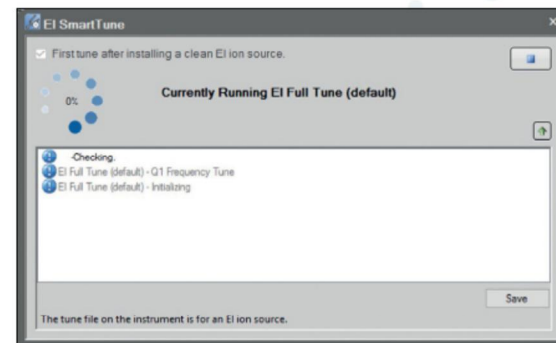 EI SmartTune
First tune after installing a clean EI ion source.
0%
Currently Running EI Full Tune (default)
-Checking.
EI Full Tune (default) - Q1 Frequency Tune
EI Full Tune (default) - Initializing
Save
The tune file on the instrument is for an EI ion source.